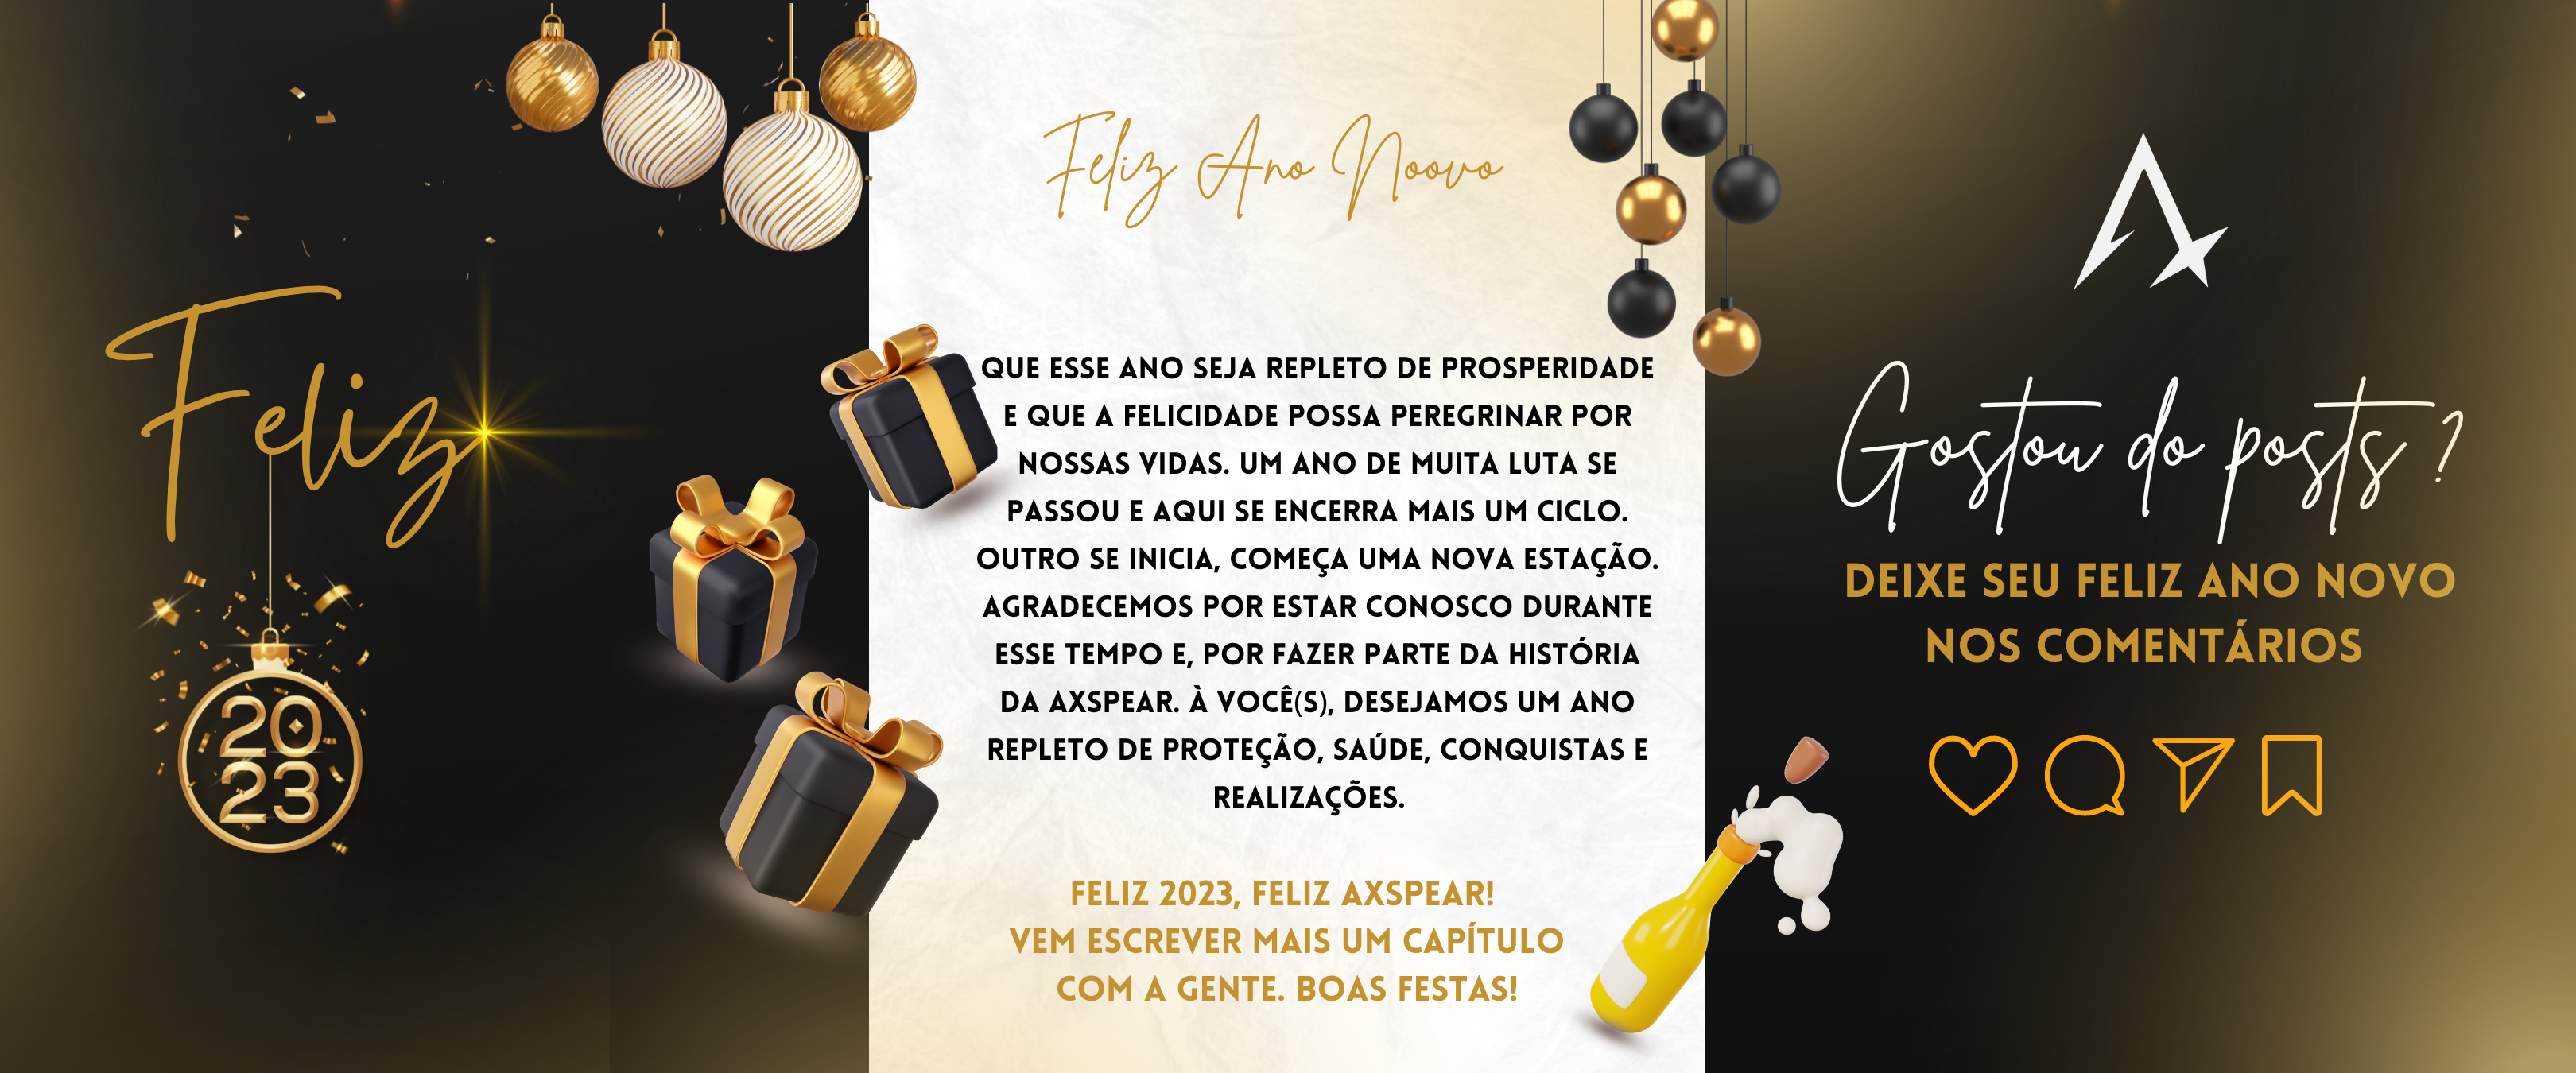 Feliz
20
23
Feliz Ano Noovo
QUE ESSE ANO SEJA REPLETO DE PROSPERIDADE
E QUE A FELICIDADE POSSA PEREGRINAR POR
NOSSAS VIDAS. UM ANO DE MUITA LUTA SE
PASSOU E AQUI SE ENCERRA MAIS UM CICLO.
OUTRO SE INICIA, COMEÇA UMA NOVA ESTAÇÃO.
AGRADECEMOS POR ESTAR CONOSCO DURANTE
ESSE TEMPO E, POR FAZER PARTE DA HISTÓRIA
DA AXSPEAR. À VOCÊ(S), DESEJAMOS UM ANO
REPLETO DE PROTEÇÃO, SAÚDE, CONQUISTAS E
REALIZAÇÕES.
FELIZ 2023, FELIZ AXSPEAR!
VEM ESCREVER MAIS UM CAPÍTULO
COM A GENTE. BOAS FESTAS!
Gostou do posts ?
DEIXE SEU FELIZ ANO NOVO
NOS COMENTÁRIOS